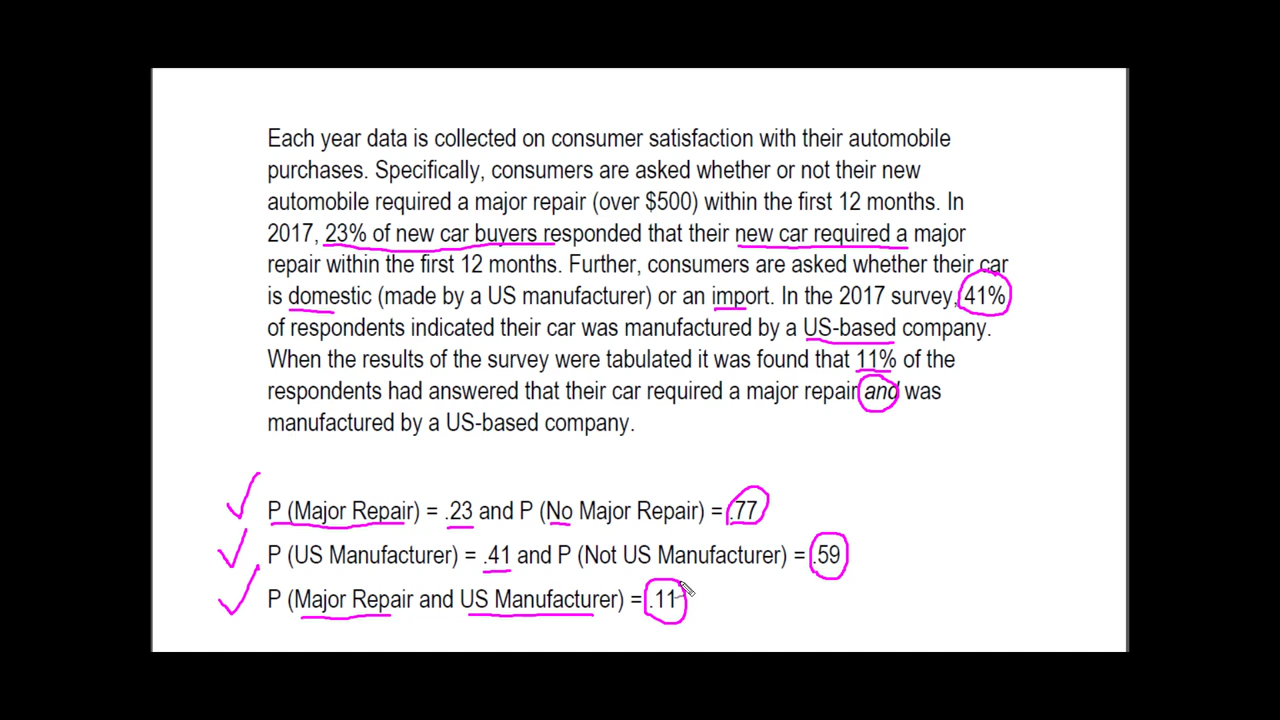 Each year data is collected on consumer satisfaction with their automobile
purchases. Specifically, consumers are asked whether or not their new
automobile required a major repair (over $500) within the first 12 months. In
2017, 23% of new car buyers responded that their new car required a major
repair within the first 12 months. Further, consumers are asked whether their car
is domestic (made by a US manufacturer) or an import. In the 2017 survey, 41%
of respondents indicated their car was manufactured by a US-based company.
When the results of the survey were tabulated it was found that 11% of the
respondents had answered that their car required a major repair and was
manufactured by a US-based company.
P (Major Repair) = .23 and P (No Major Repair) = .77
P (US Manufacturer) = .41 and P (Not US Manufacturer) = .59
P (Major Repair and US Manufacturer) = .11